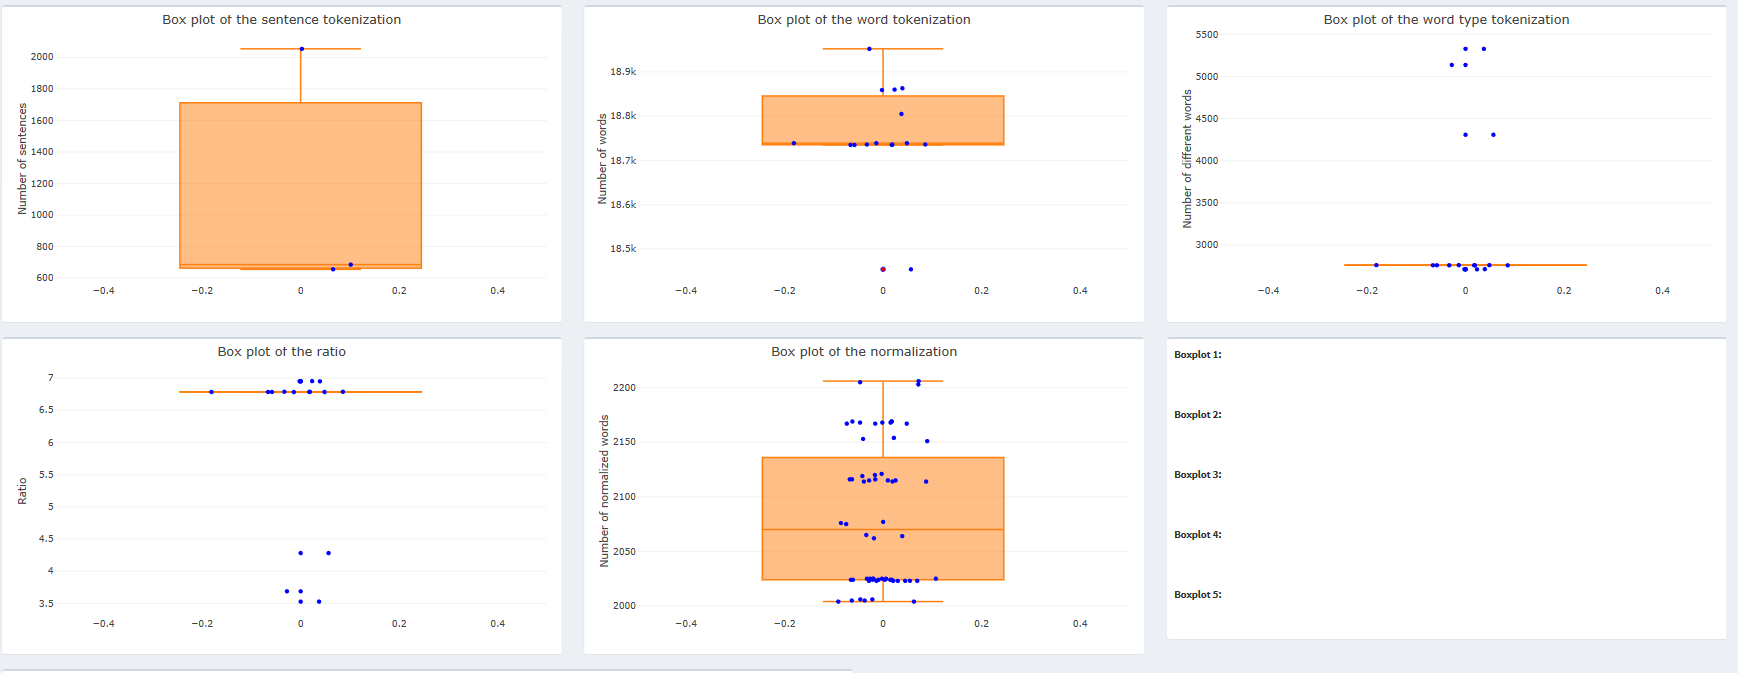 Box plot of the sentence tokenization
Number of sentences
2000
1800
1600
1400
1200
1000
800
600
−0.4 −0.2 0 0.2 0.4
Box plot of the word tokenization
Number of words
18.9k
18.8k
18.7k
18.6k
18.5k
−0.4 −0.2 0 0.2 0.4
Box plot of the word type tokenization
Number of different words
5500
5000
4500
4000
3500
3000
−0.4 −0.2 0 0.2 0.4
Box plot of the ratio
Ratio
7
6.5
6
5.5
5
4.5
4
3.5
−0.4 −0.2 0 0.2 0.4
Box plot of the normalization
Number of normalized words
2200
2150
2100
2050
2000
−0.4 −0.2 0 0.2 0.4
Boxplot 1:
Boxplot 2:
Boxplot 3:
Boxplot 4:
Boxplot 5: